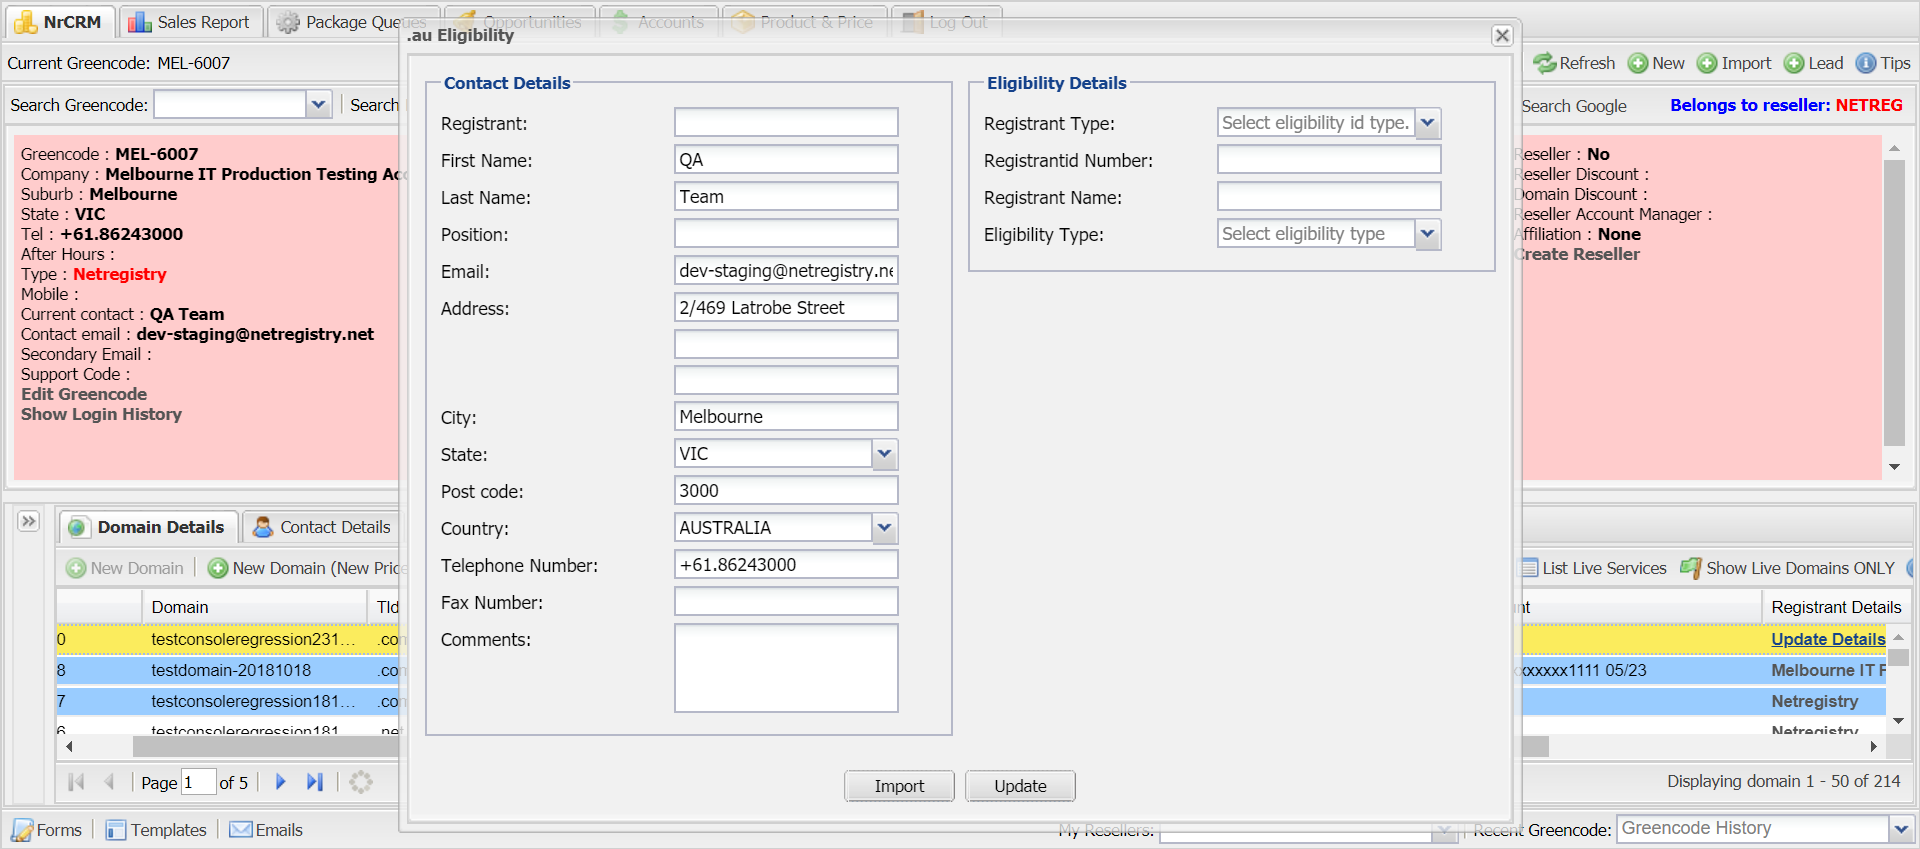 NrCRM Sales Report Package Queues Opportunities Accounts Product & Price Log Out
.au Eligibility
Current Greencode: MEL-6007
Refresh New Import Lead Tips
Search Greencode: Search
Search Google Belongs to reseller: NETREG
Greencode : MEL-6007
Company : Melbourne IT Production Testing Acc
Suburb : Melbourne
State : VIC
Tel : +61.86243000
After Hours :
Type : Netregistry
Mobile :
Current contact : QA Team
Contact email : dev-staging@netregistry.net
Secondary Email :
Support Code :
Edit Greencode
Show Login History
Contact Details
Registrant:
First Name: QA
Last Name: Team
Position:
Email: dev-staging@netregistry.ne
Address: 2/469 Latrobe Street
City: Melbourne
State: VIC
Post code: 3000
Country: AUSTRALIA
Telephone Number: +61.86243000
Fax Number:
Comments:
Import Update
Eligibility Details
Registrant Type: Select eligibility id type.
Registrantid Number:
Registrant Name:
Eligibility Type: Select eligibility type
Reseller : No
Reseller Discount :
Domain Discount :
Reseller Account Manager :
Affiliation : None
Create Reseller
Domain Details Contact Details
New Domain New Domain (New Pric
List Live Services Show Live Domains ONLY
Domain Tld nt Registrant Details
0 testconsoleregression231... .com Update Details
8 testdomain-20181018 .com xxxxxx1111 05/23 Melbourne IT P
7 testconsoleregression181... .com Netregistry
6 testconsoleregression181 .net Netregistry
Page 1 of 5
Displaying domain 1 - 50 of 214
Forms Templates Emails
My Resellers: Recent Greencode: Greencode History